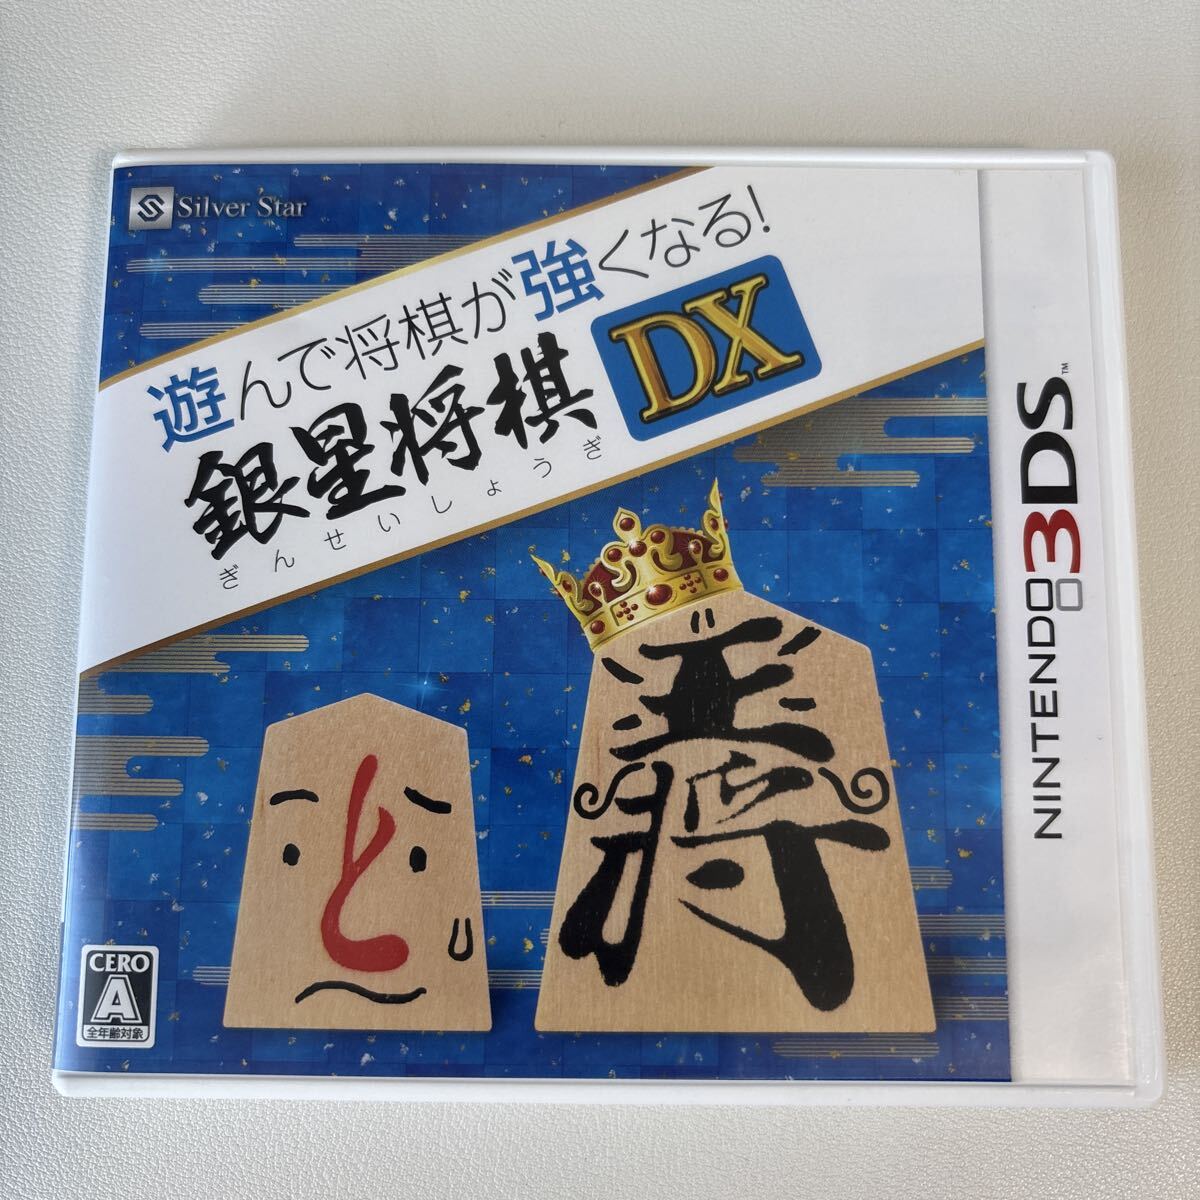 Silver Star
遊んで将棋が強くなる!
銀星将棋 DX
ぎんせいしょうぎ
王将
と
CERO
A
全年齢対象
NINTENDO 3DS™